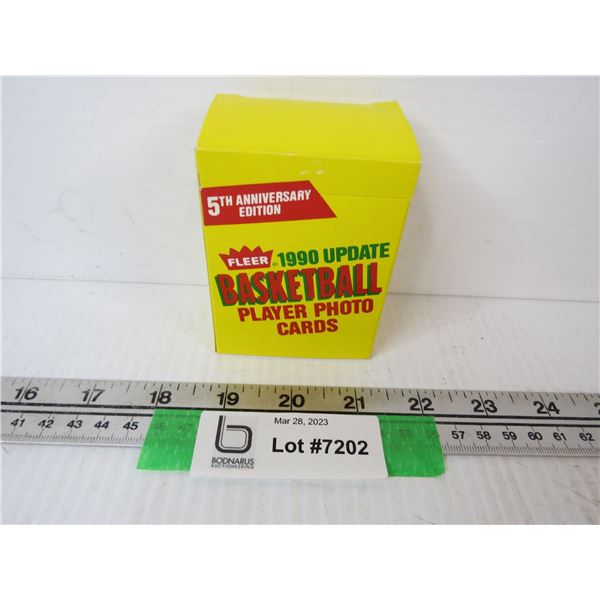 5TH ANNIVERSARY
EDITION
FLEER® 1990 UPDATE
BASKETBALL
PLAYER PHOTO
CARDS
16 17 18 19 20 21 22 23 24
41 42 43 44 45 57 58 59 60 61 62
Mar 28, 2023
b Lot #7202
BODNARUS
AUCTIONEERING